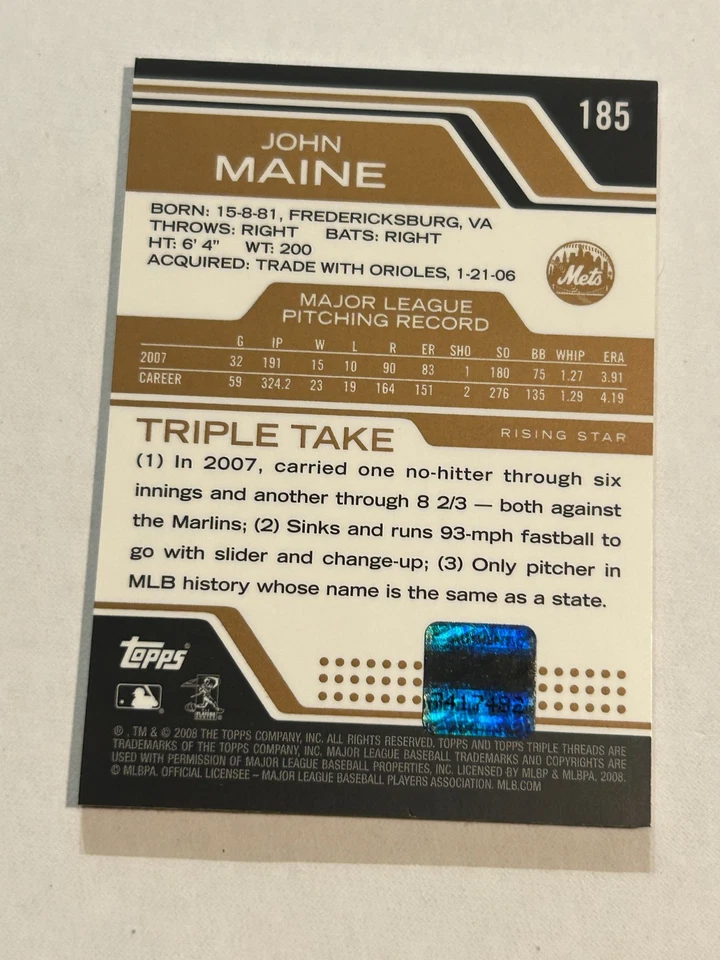 185
JOHN
MAINE
BORN: 15-8-81, FREDERICKSBURG, VA
THROWS: RIGHT BATS: RIGHT
HT: 6' 4" WT: 200
ACQUIRED: TRADE WITH ORIOLES, 1-21-06
Mets
MAJOR LEAGUE
PITCHING RECORD
G IP W L R ER SHO SO BB WHIP ERA
2007 32 191 15 10 90 83 1 180 75 1.27 3.91
CAREER 59 324.2 23 19 164 151 2 276 135 1.29 4.19
TRIPLE TAKE
RISING STAR
(1) In 2007, carried one no-hitter through six
innings and another through 8 2/3 — both against
the Marlins; (2) Sinks and runs 93-mph fastball to
go with slider and change-up; (3) Only pitcher in
MLB history whose name is the same as a state.
topps
®, TM & © 2008 THE TOPPS COMPANY, INC. ALL RIGHTS RESERVED. TOPPS AND TOPPS TRIPLE THREADS ARE
TRADEMARKS OF THE TOPPS COMPANY, INC. MAJOR LEAGUE BASEBALL TRADEMARKS AND COPYRIGHTS ARE
USED WITH PERMISSION OF MAJOR LEAGUE BASEBALL PROPERTIES, INC. LICENSED BY MLBP & MLBPA, 2008.
© MLBPA. OFFICIAL LICENSEE – MAJOR LEAGUE BASEBALL PLAYERS ASSOCIATION. MLB.COM